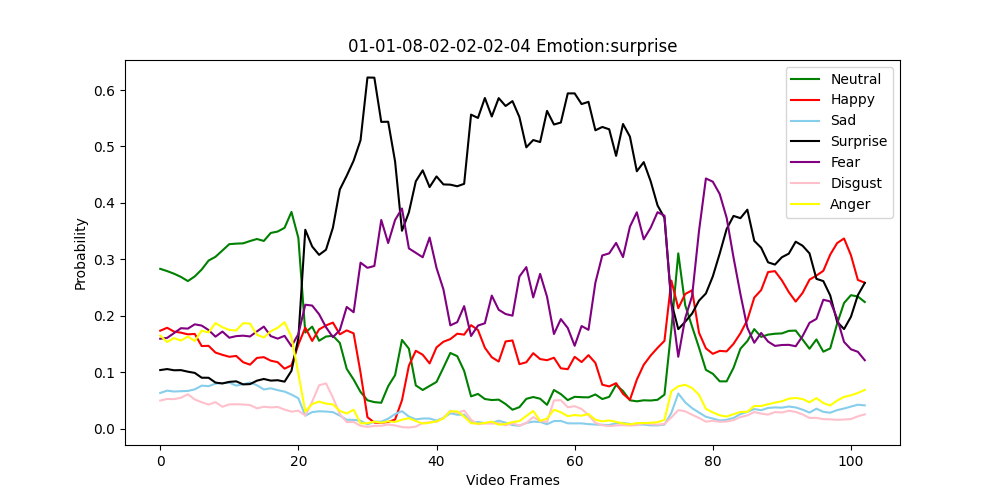 01-01-08-02-02-02-04 Emotion:surprise
Probability
0.6
0.5
0.4
0.3
0.2
0.1
0.0
0 20 40 60 80 100
Video Frames
Neutral
Happy
Sad
Surprise
Fear
Disgust
Anger